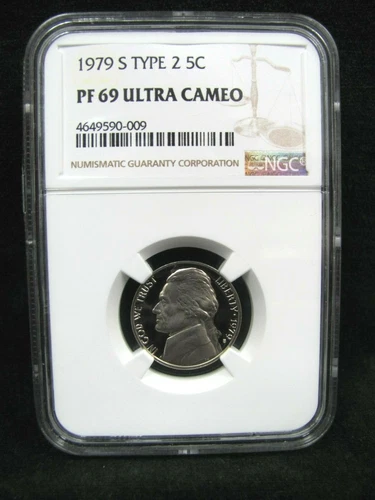 1979 S TYPE 2 5C
PF 69 ULTRA CAMEO
4649590-009
NUMISMATIC GUARANTY CORPORATION
NGC
IN GOD WE TRUST
LIBERTY 1979